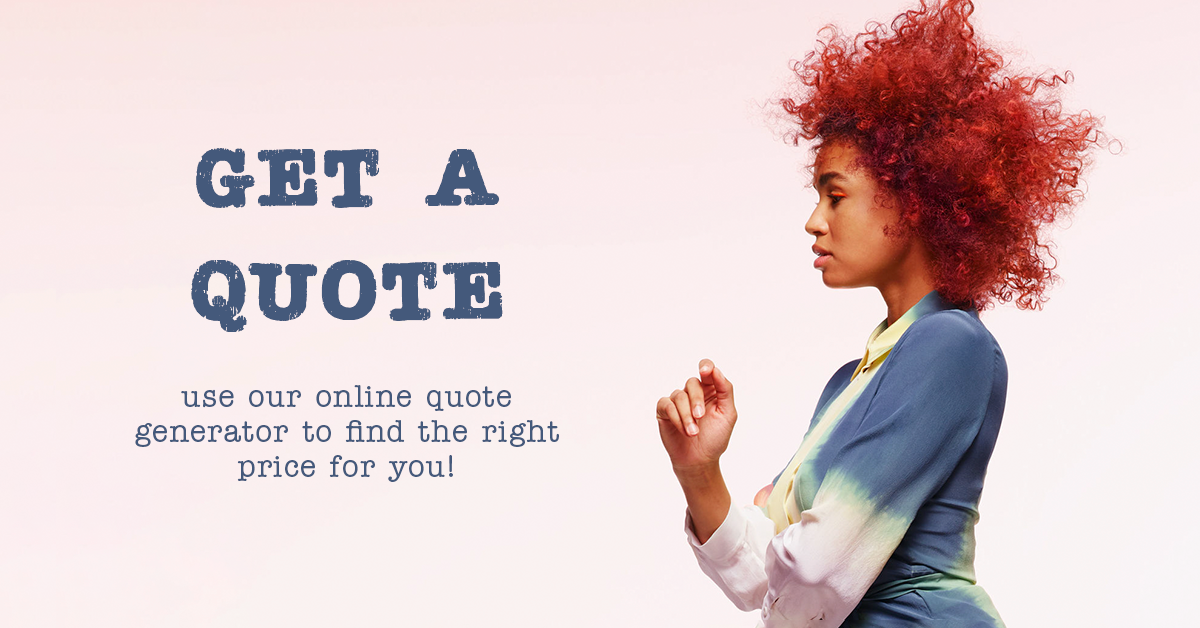 GET A
QUOTE
use our online quote
generator to find the right
price for you!